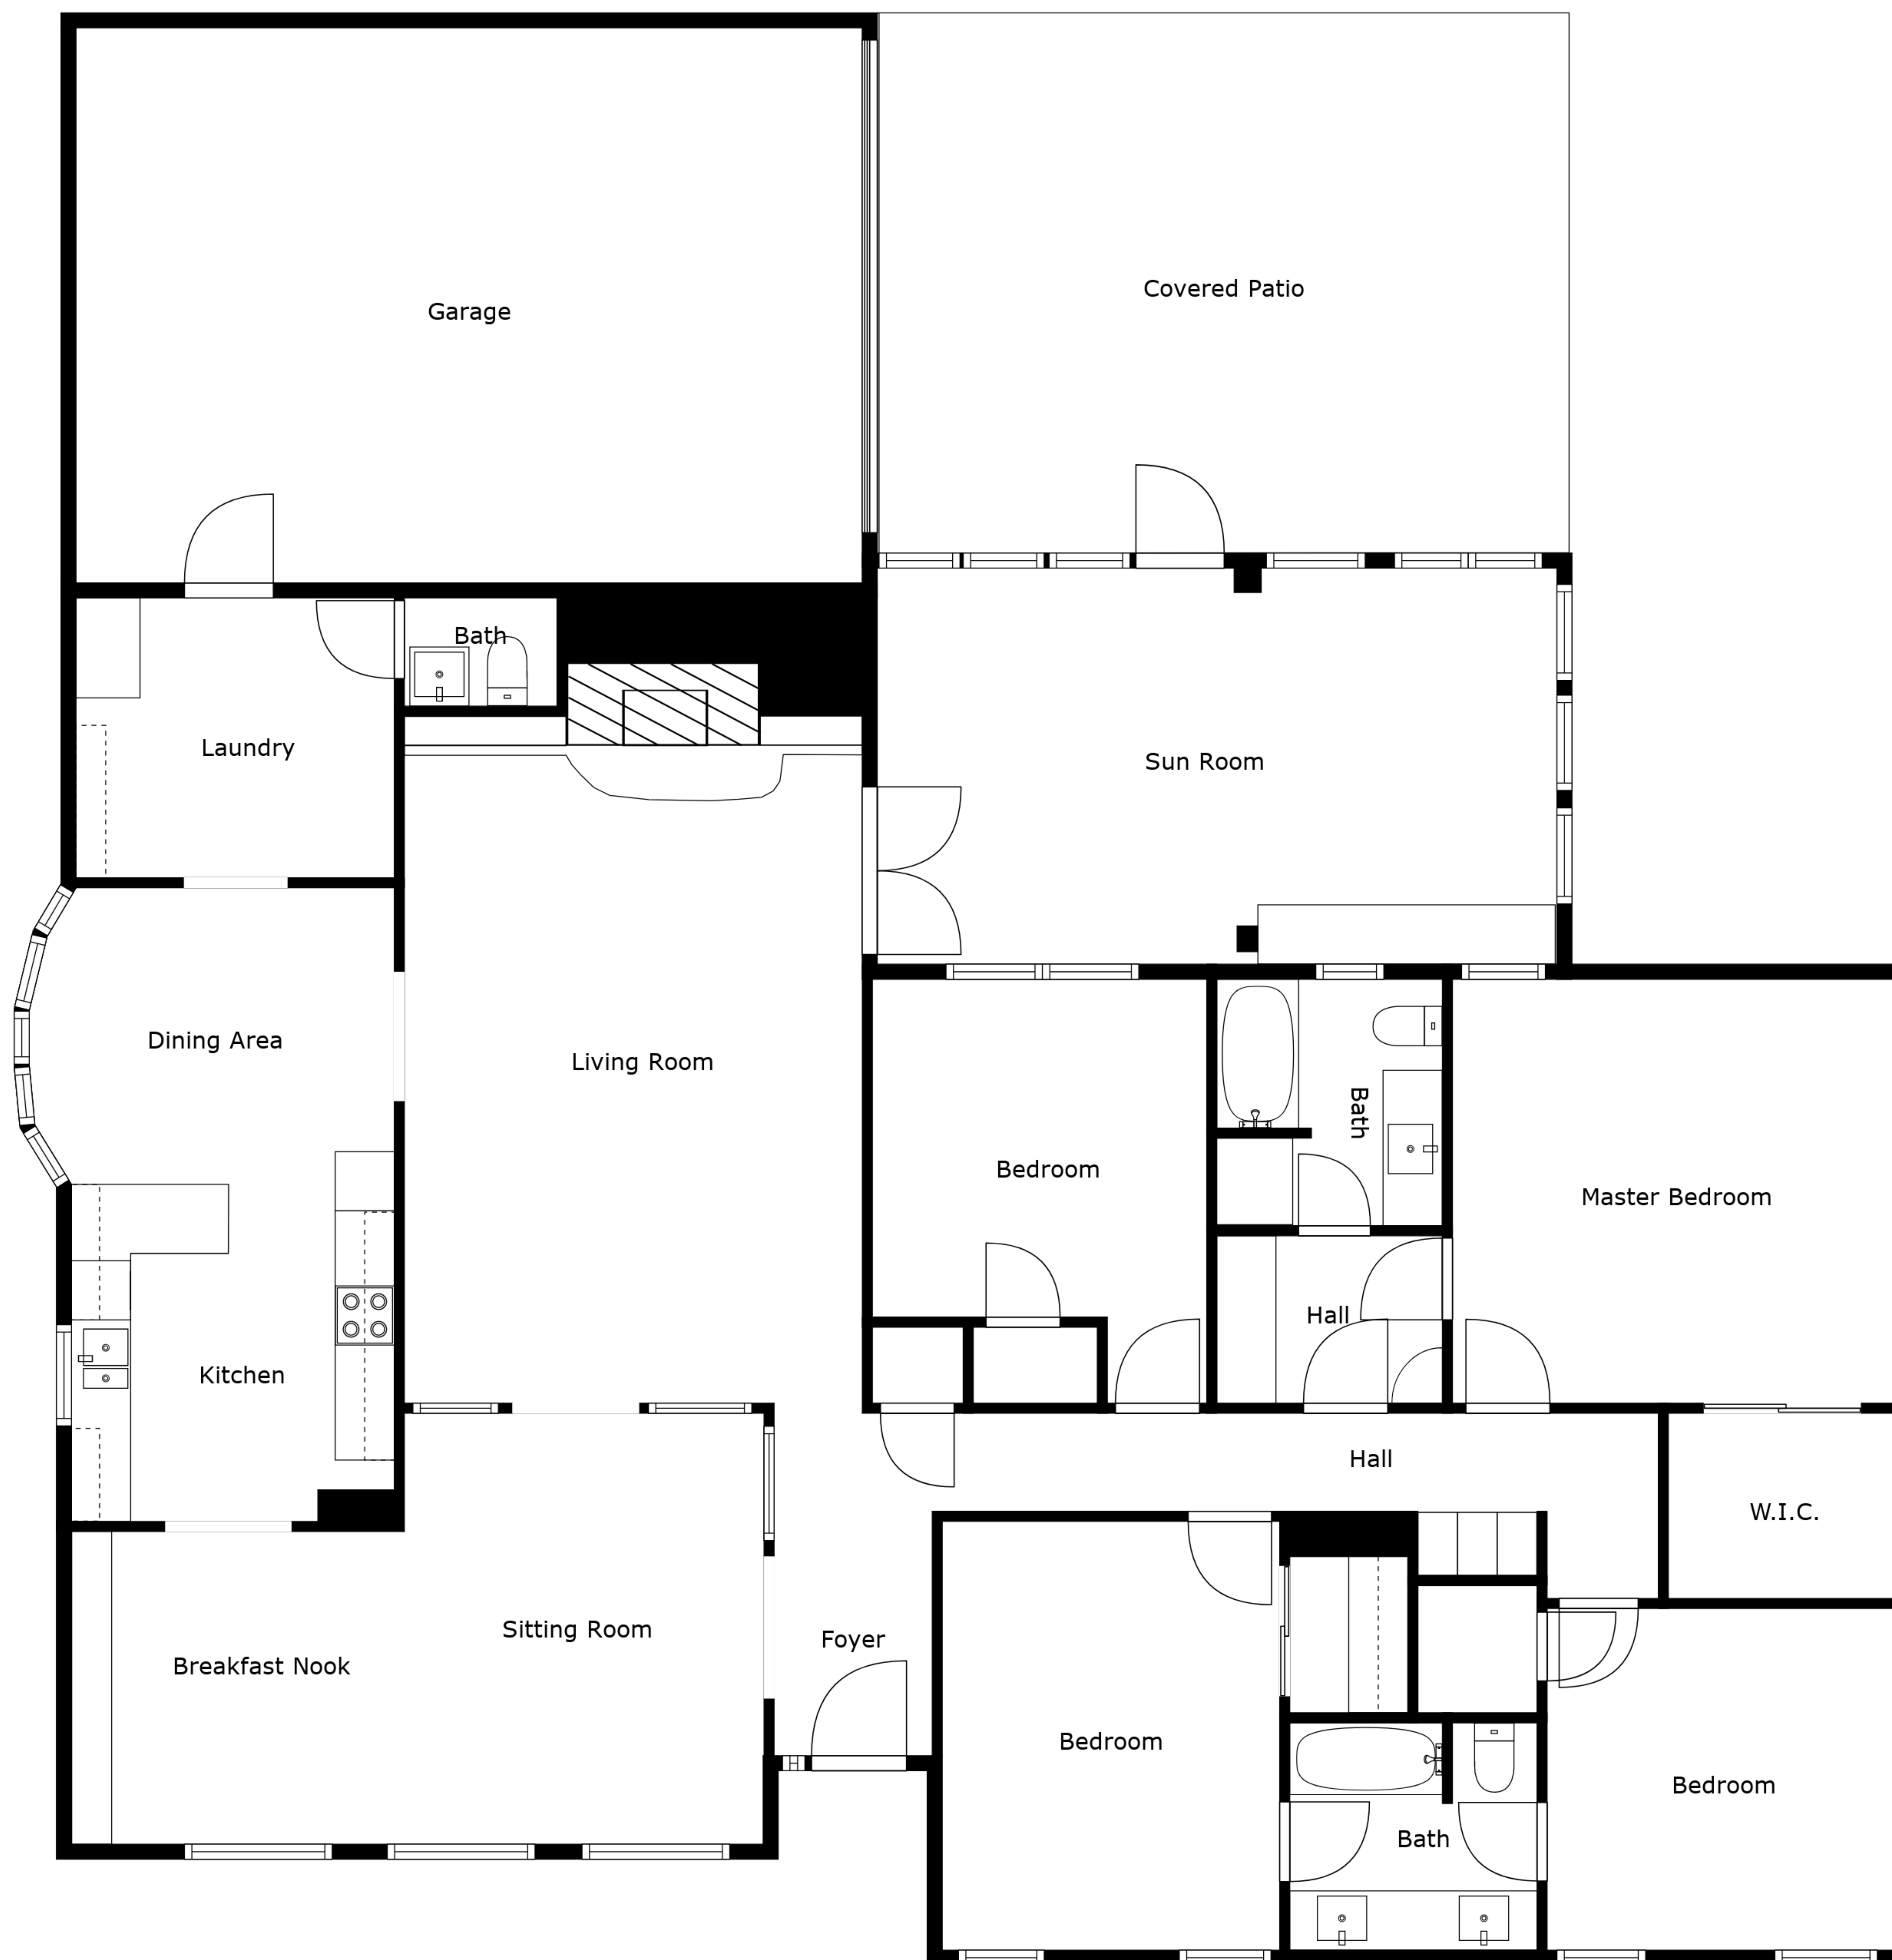 Covered Patio
Garage
Bath
Laundry
Sun Room
Dining Area
Living Room
Bath
Bedroom
Master Bedroom
Hall
Kitchen
Hall
W.I.C.
Sitting Room
Foyer
Breakfast Nook
Bedroom
Bedroom
Bath